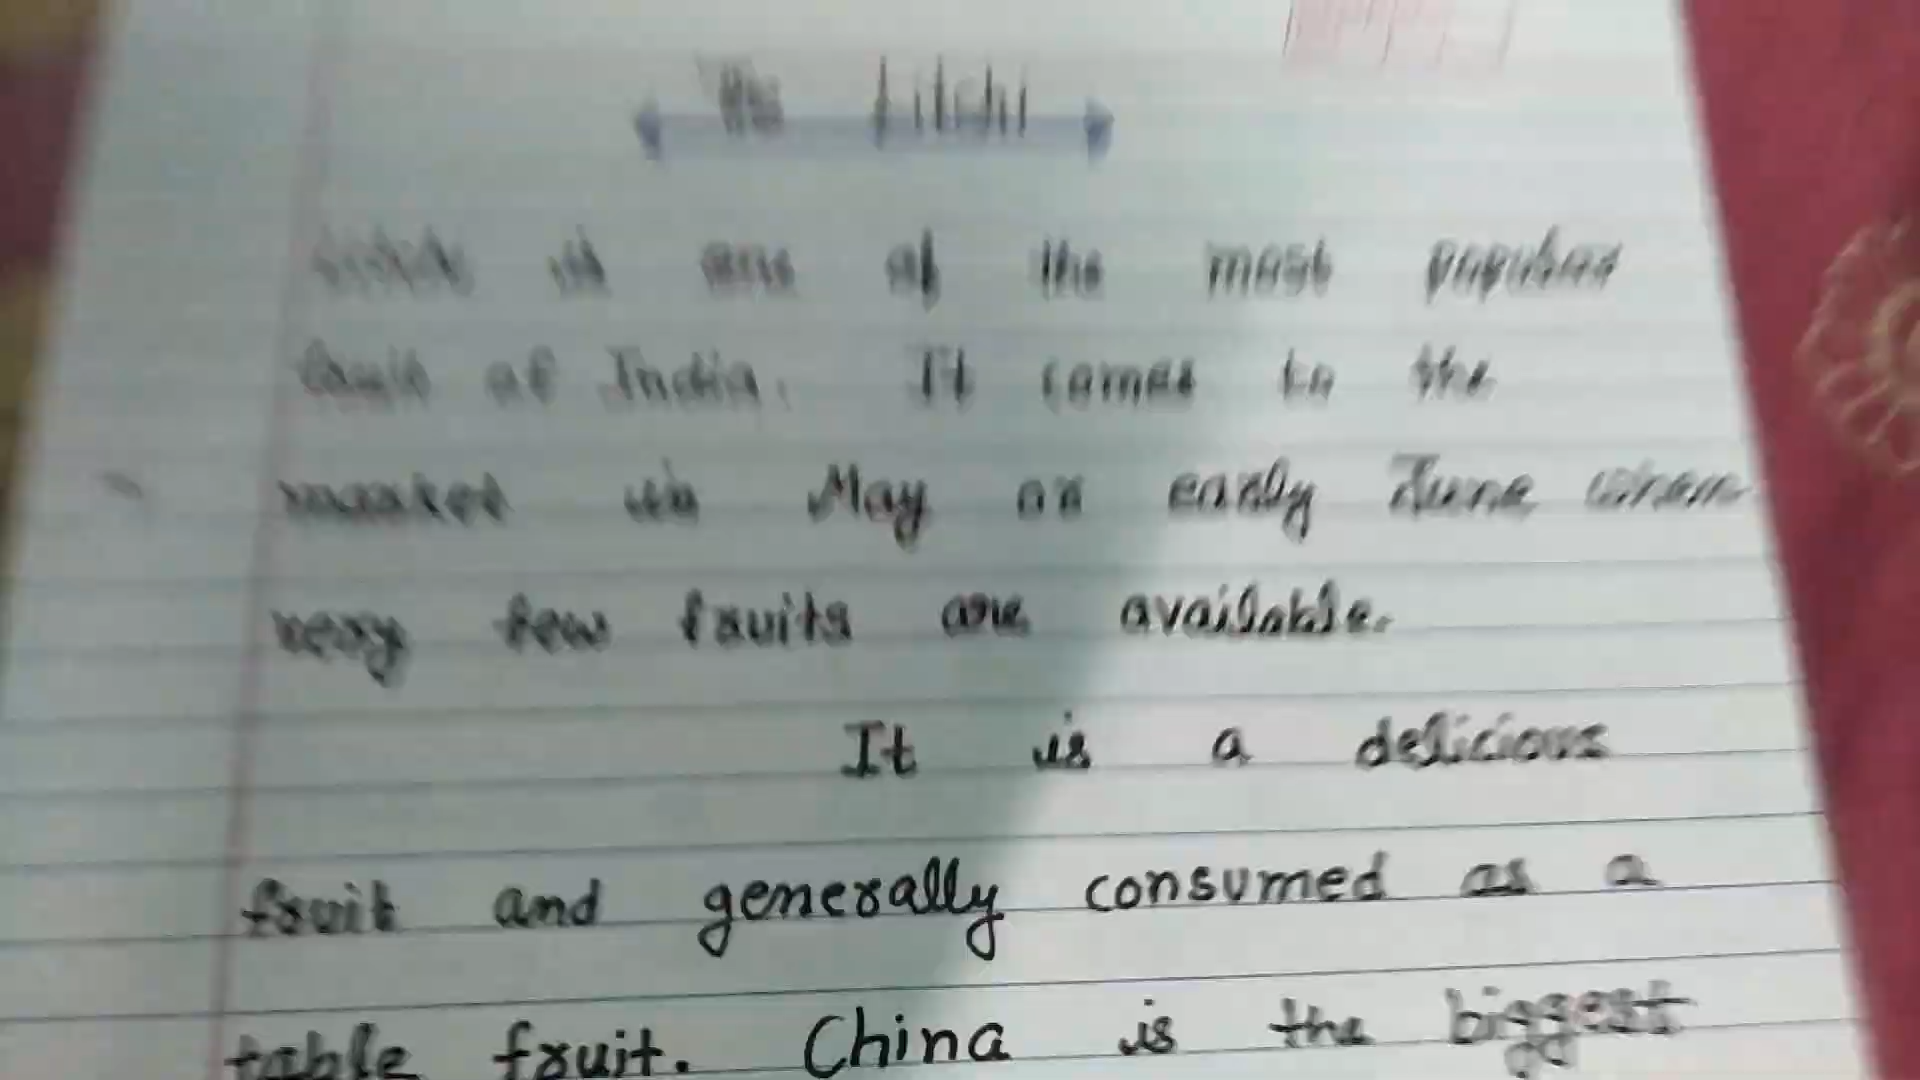 The Litchi
Litchi is one of the most popular
fruit of India. It comes to the
market in May or early June when
very few fruits are available.
It is a delicious
fruit and generally consumed as a
table fruit. China is the biggest